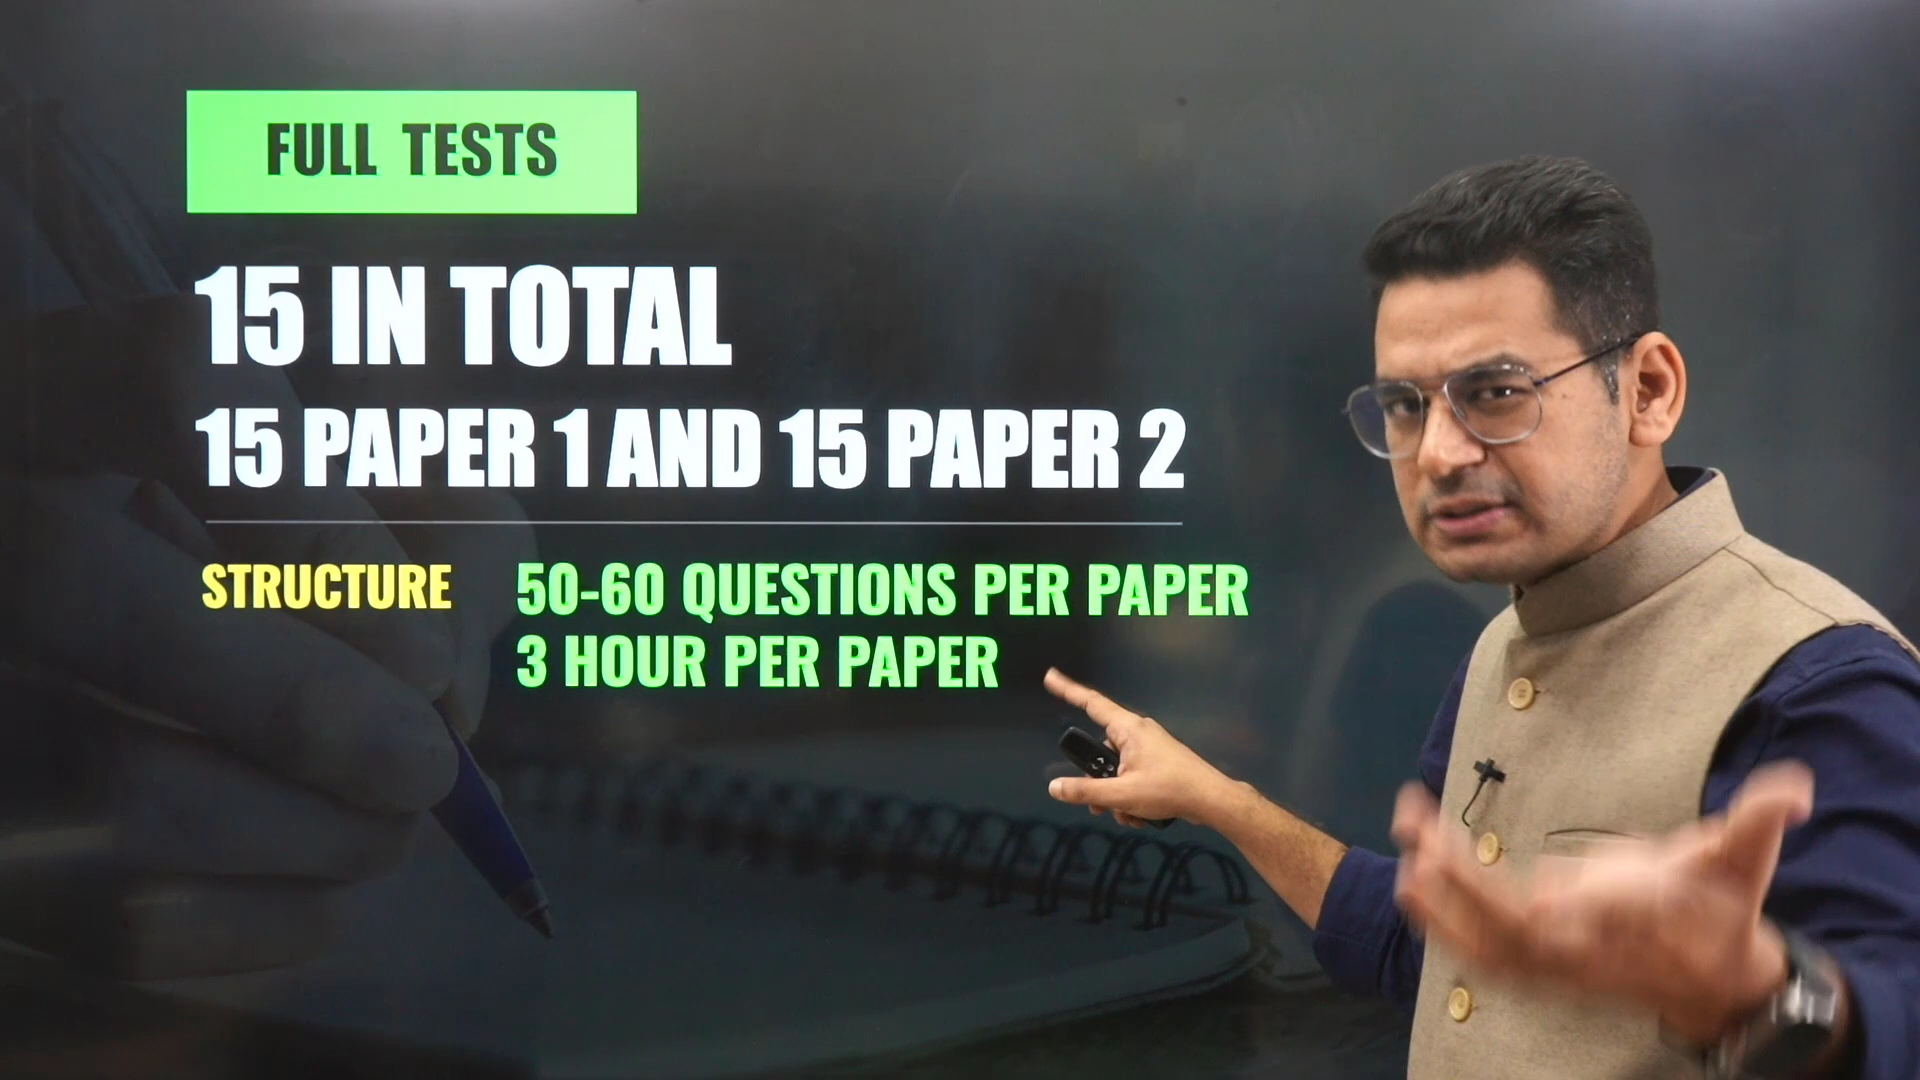 FULL TESTS
15 IN TOTAL
15 PAPER 1 AND 15 PAPER 2
STRUCTURE 50-60 QUESTIONS PER PAPER
3 HOUR PER PAPER